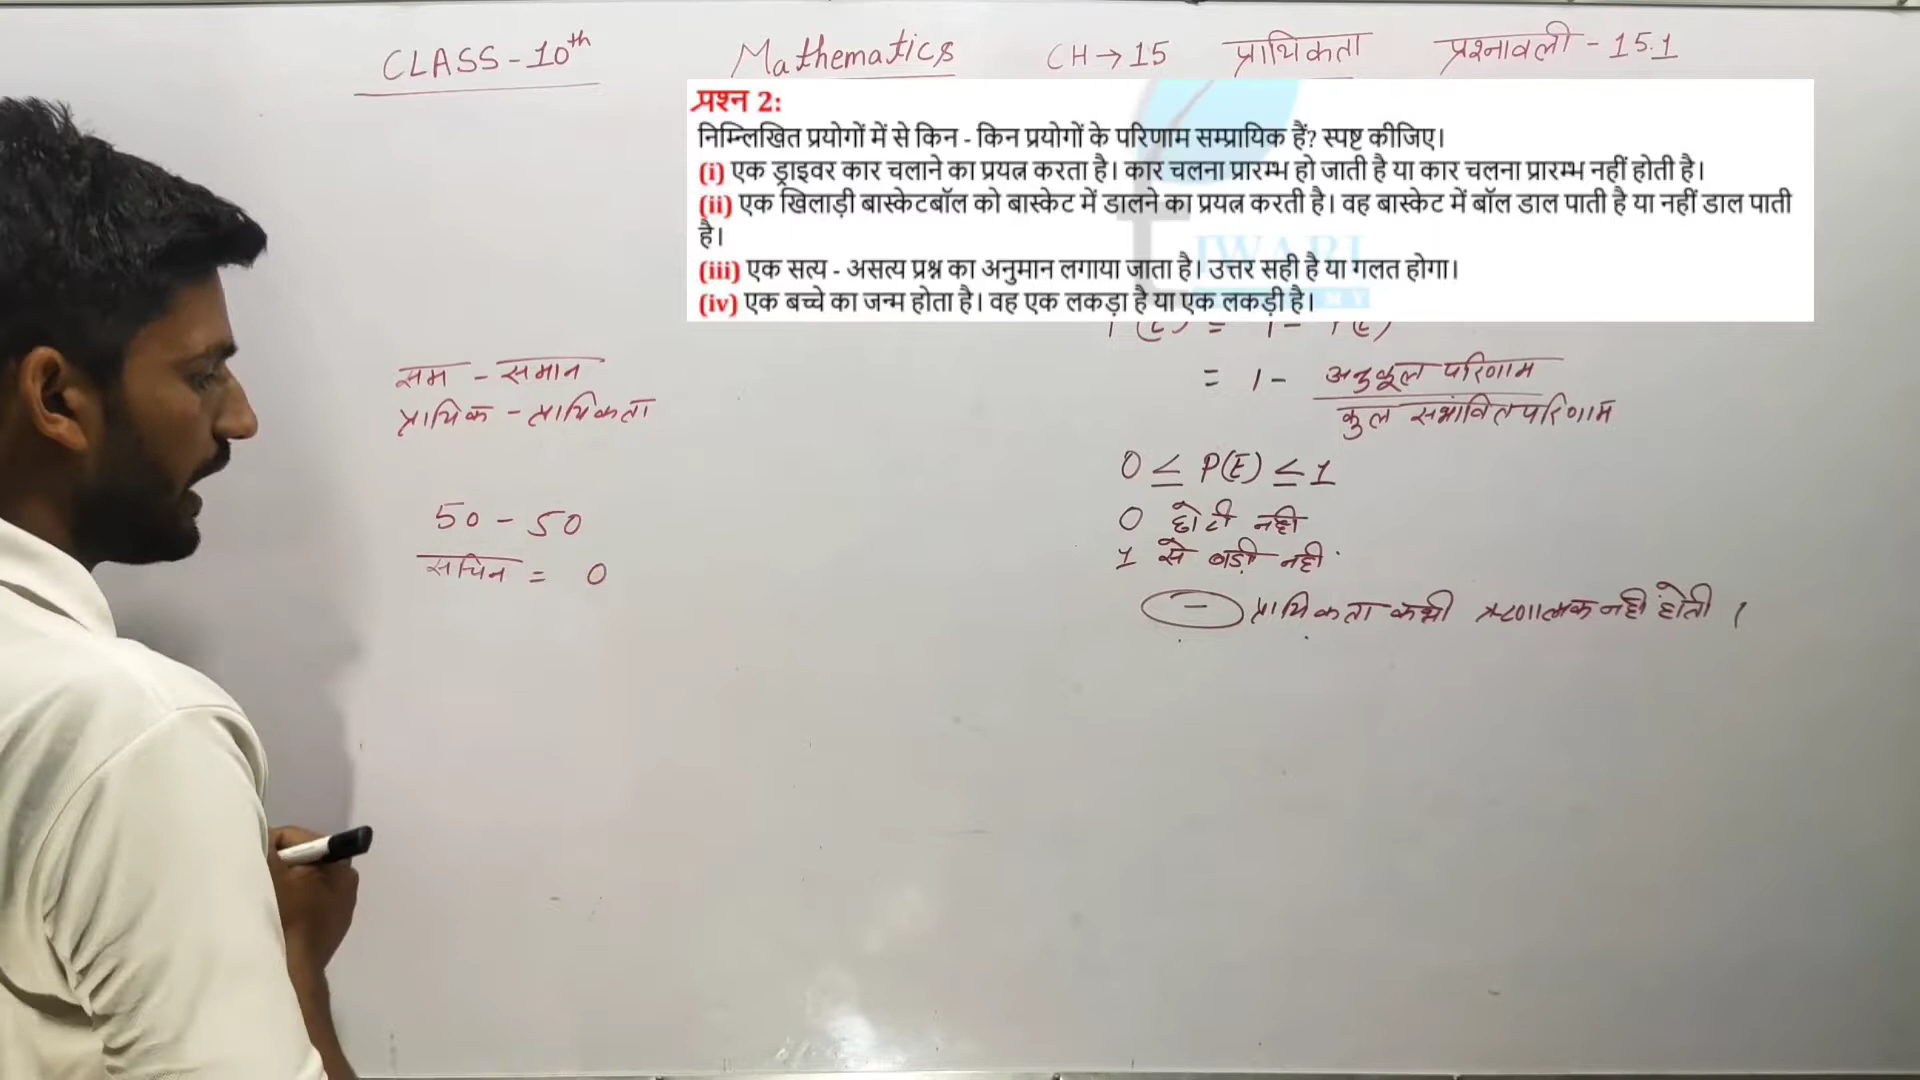 CLASS-10th Mathematics CH→15 प्रायिकता प्रश्नावली-15.1
प्रश्न 2:
निम्नलिखित प्रयोगों में से किन - किन प्रयोगों के परिणाम सम्प्रायिक हैं? स्पष्ट कीजिए।
(i) एक ड्राइवर कार चलाने का प्रयत्न करता है। कार चलना प्रारम्भ हो जाती है या कार चलना प्रारम्भ नहीं होती है।
(ii) एक खिलाड़ी बास्केटबॉल को बास्केट में डालने का प्रयत्न करती है। वह बास्केट में बॉल डाल पाती है या नहीं डाल पाती
है।
(iii) एक सत्य - असत्य प्रश्न का अनुमान लगाया जाता है। उत्तर सही है या गलत होगा।
(iv) एक बच्चे का जन्म होता है। वह एक लकड़ा है या एक लकड़ी है।
सम - समान
प्रायिक - प्रायिकता
50 - 50
सचिन = 0
= 1 - अनुकूल परिणाम
कुल सभांवित परिणाम
0 ≤ P(E) ≤ 1
0 छोटी नही
1 से बड़ी नही
- प्रायिकता कभी ऋणात्मक नही होती।